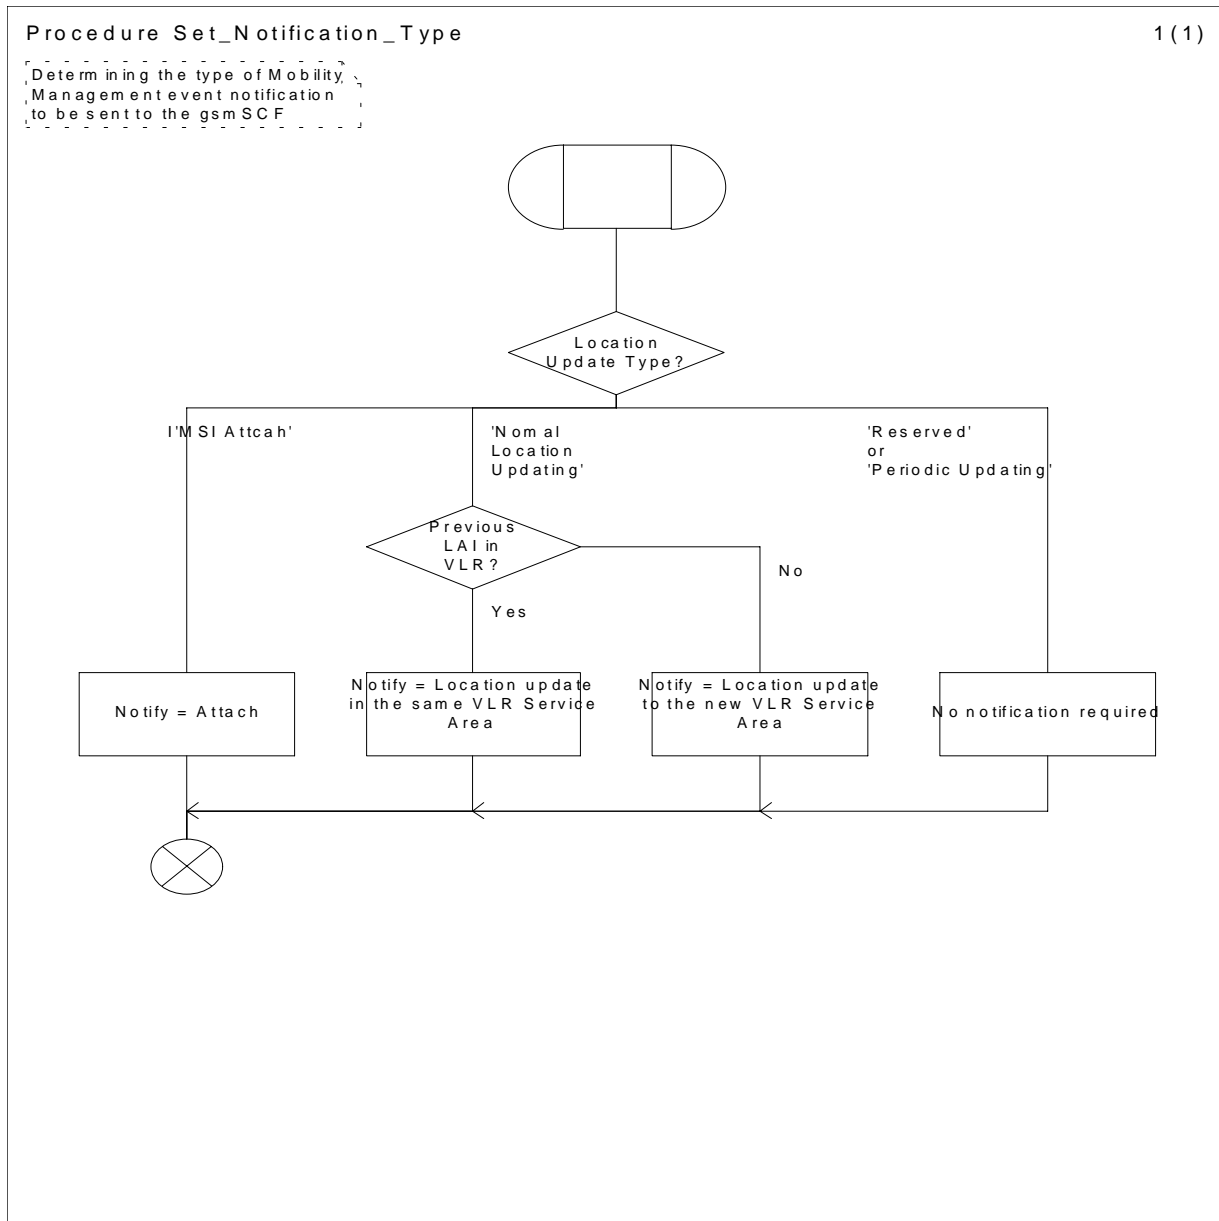 Procedure Set_Notification_Type
1(1)
Determining the type of Mobility
Management event notification
to be sent to the gsmSCF
Location
Update Type?
I'MSI Attcah'
'Nomal
Location
Updating'
'Reserved'
or
'Periodic Updating'
Previous
LAI in
VLR?
No
Yes
Notify = Attach
Notify = Location update
in the same VLR Service
Area
Notify = Location update
to the new VLR Service
Area
No notification required